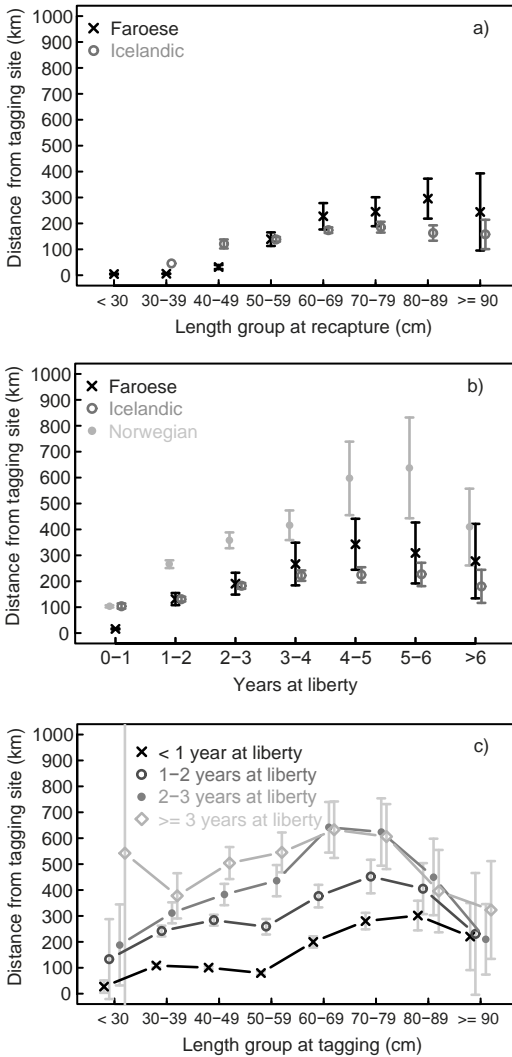 1000
900
800
700
600
500
400
300
200
100
0
Distance from tagging site (km)
Faroese
Icelandic
a)
< 30 30−39 40−49 50−59 60−69 70−79 80−89 >= 90
Length group at recapture (cm)
1000
900
800
700
600
500
400
300
200
100
0
Distance from tagging site (km)
Faroese
Icelandic
Norwegian
b)
0−1 1−2 2−3 3−4 4−5 5−6 >6
Years at liberty
1000
900
800
700
600
500
400
300
200
100
0
Distance from tagging site (km)
< 1 year at liberty
1−2 years at liberty
2−3 years at liberty
>= 3 years at liberty
c)
< 30 30−39 40−49 50−59 60−69 70−79 80−89 >= 90
Length group at tagging (cm)